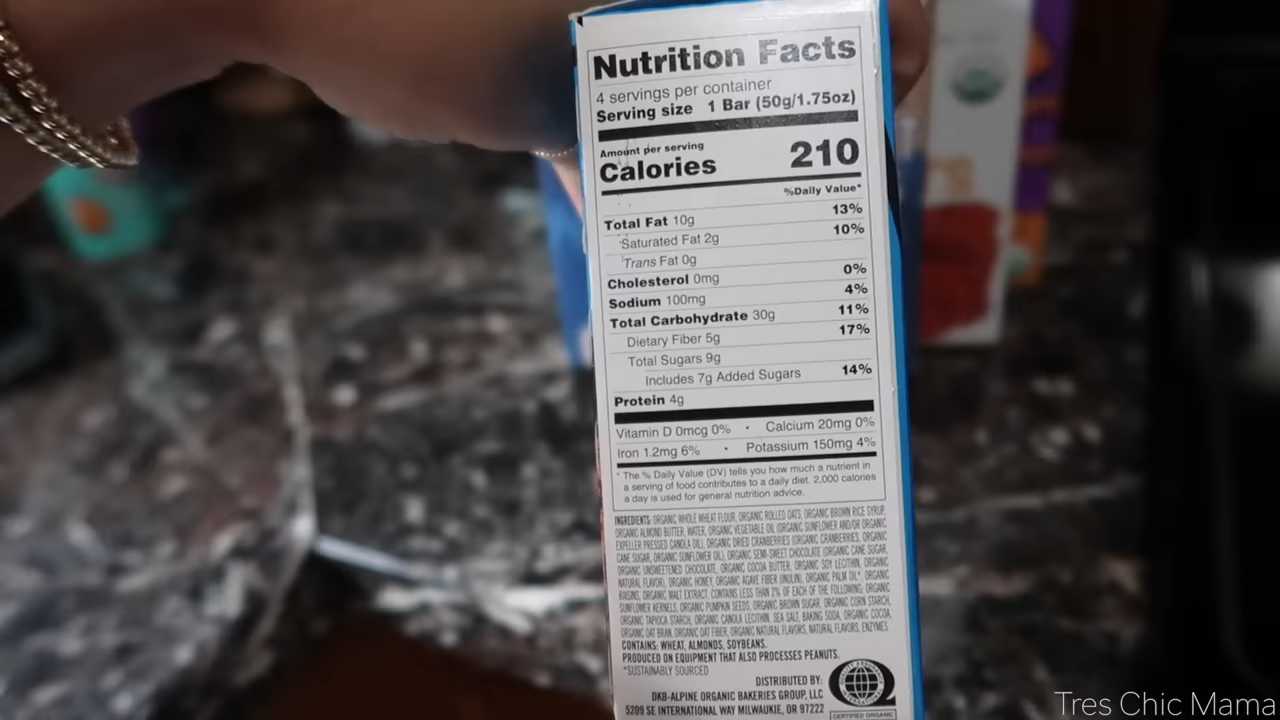 Nutrition Facts
4 servings per container
Serving size 1 Bar (50g/1.75oz)
Amount per serving
Calories 210
%Daily Value*
Total Fat 10g 13%
Saturated Fat 2g 10%
Trans Fat 0g
Cholesterol 0mg 0%
Sodium 100mg 4%
Total Carbohydrate 30g 11%
Dietary Fiber 5g 17%
Total Sugars 9g
Includes 7g Added Sugars 14%
Protein 4g
Vitamin D 0mcg 0% • Calcium 20mg 0%
Iron 1.2mg 6% • Potassium 150mg 4%
* The % Daily Value (DV) tells you how much a nutrient in
a serving of food contributes to a daily diet. 2,000 calories
a day is used for general nutrition advice.
INGREDIENTS: ORGANIC WHOLE WHEAT FLOUR, ORGANIC ROLLED OATS, ORGANIC BROWN RICE SYRUP,
ORGANIC ALMOND BUTTER, WATER, ORGANIC VEGETABLE OIL (ORGANIC SUNFLOWER AND/OR ORGANIC
EXPELLER PRESSED CANOLA OIL), ORGANIC DRIED CRANBERRIES (ORGANIC CRANBERRIES, ORGANIC
CANE SUGAR, ORGANIC SUNFLOWER OIL), ORGANIC SEMI-SWEET CHOCOLATE (ORGANIC CANE SUGAR,
ORGANIC UNSWEETENED CHOCOLATE, ORGANIC COCOA BUTTER, ORGANIC SOY LECITHIN, ORGANIC
NATURAL FLAVOR), ORGANIC HONEY, ORGANIC AGAVE FIBER (INULIN), ORGANIC PALM OIL*, ORGANIC
RAISINS, ORGANIC MALT EXTRACT, CONTAINS LESS THAN 2% OF EACH OF THE FOLLOWING: ORGANIC
SUNFLOWER KERNELS, ORGANIC PUMPKIN SEEDS, ORGANIC BROWN SUGAR, ORGANIC CORN STARCH,
ORGANIC TAPIOCA STARCH, ORGANIC CANOLA LECITHIN, SEA SALT, BAKING SODA, ORGANIC COCOA,
ORGANIC OAT BRAN, ORGANIC OAT FIBER, ORGANIC NATURAL FLAVORS, NATURAL FLAVORS, ENZYMES.
CONTAINS: WHEAT, ALMONDS, SOYBEANS.
PRODUCED ON EQUIPMENT THAT ALSO PROCESSES PEANUTS.
*SUSTAINABLY SOURCED
DISTRIBUTED BY:
DKB-ALPINE ORGANIC BAKERIES GROUP, LLC
5209 SE INTERNATIONAL WAY MILWAUKIE, OR 97222
CERTIFIED ORGANIC
Tres Chic Mama